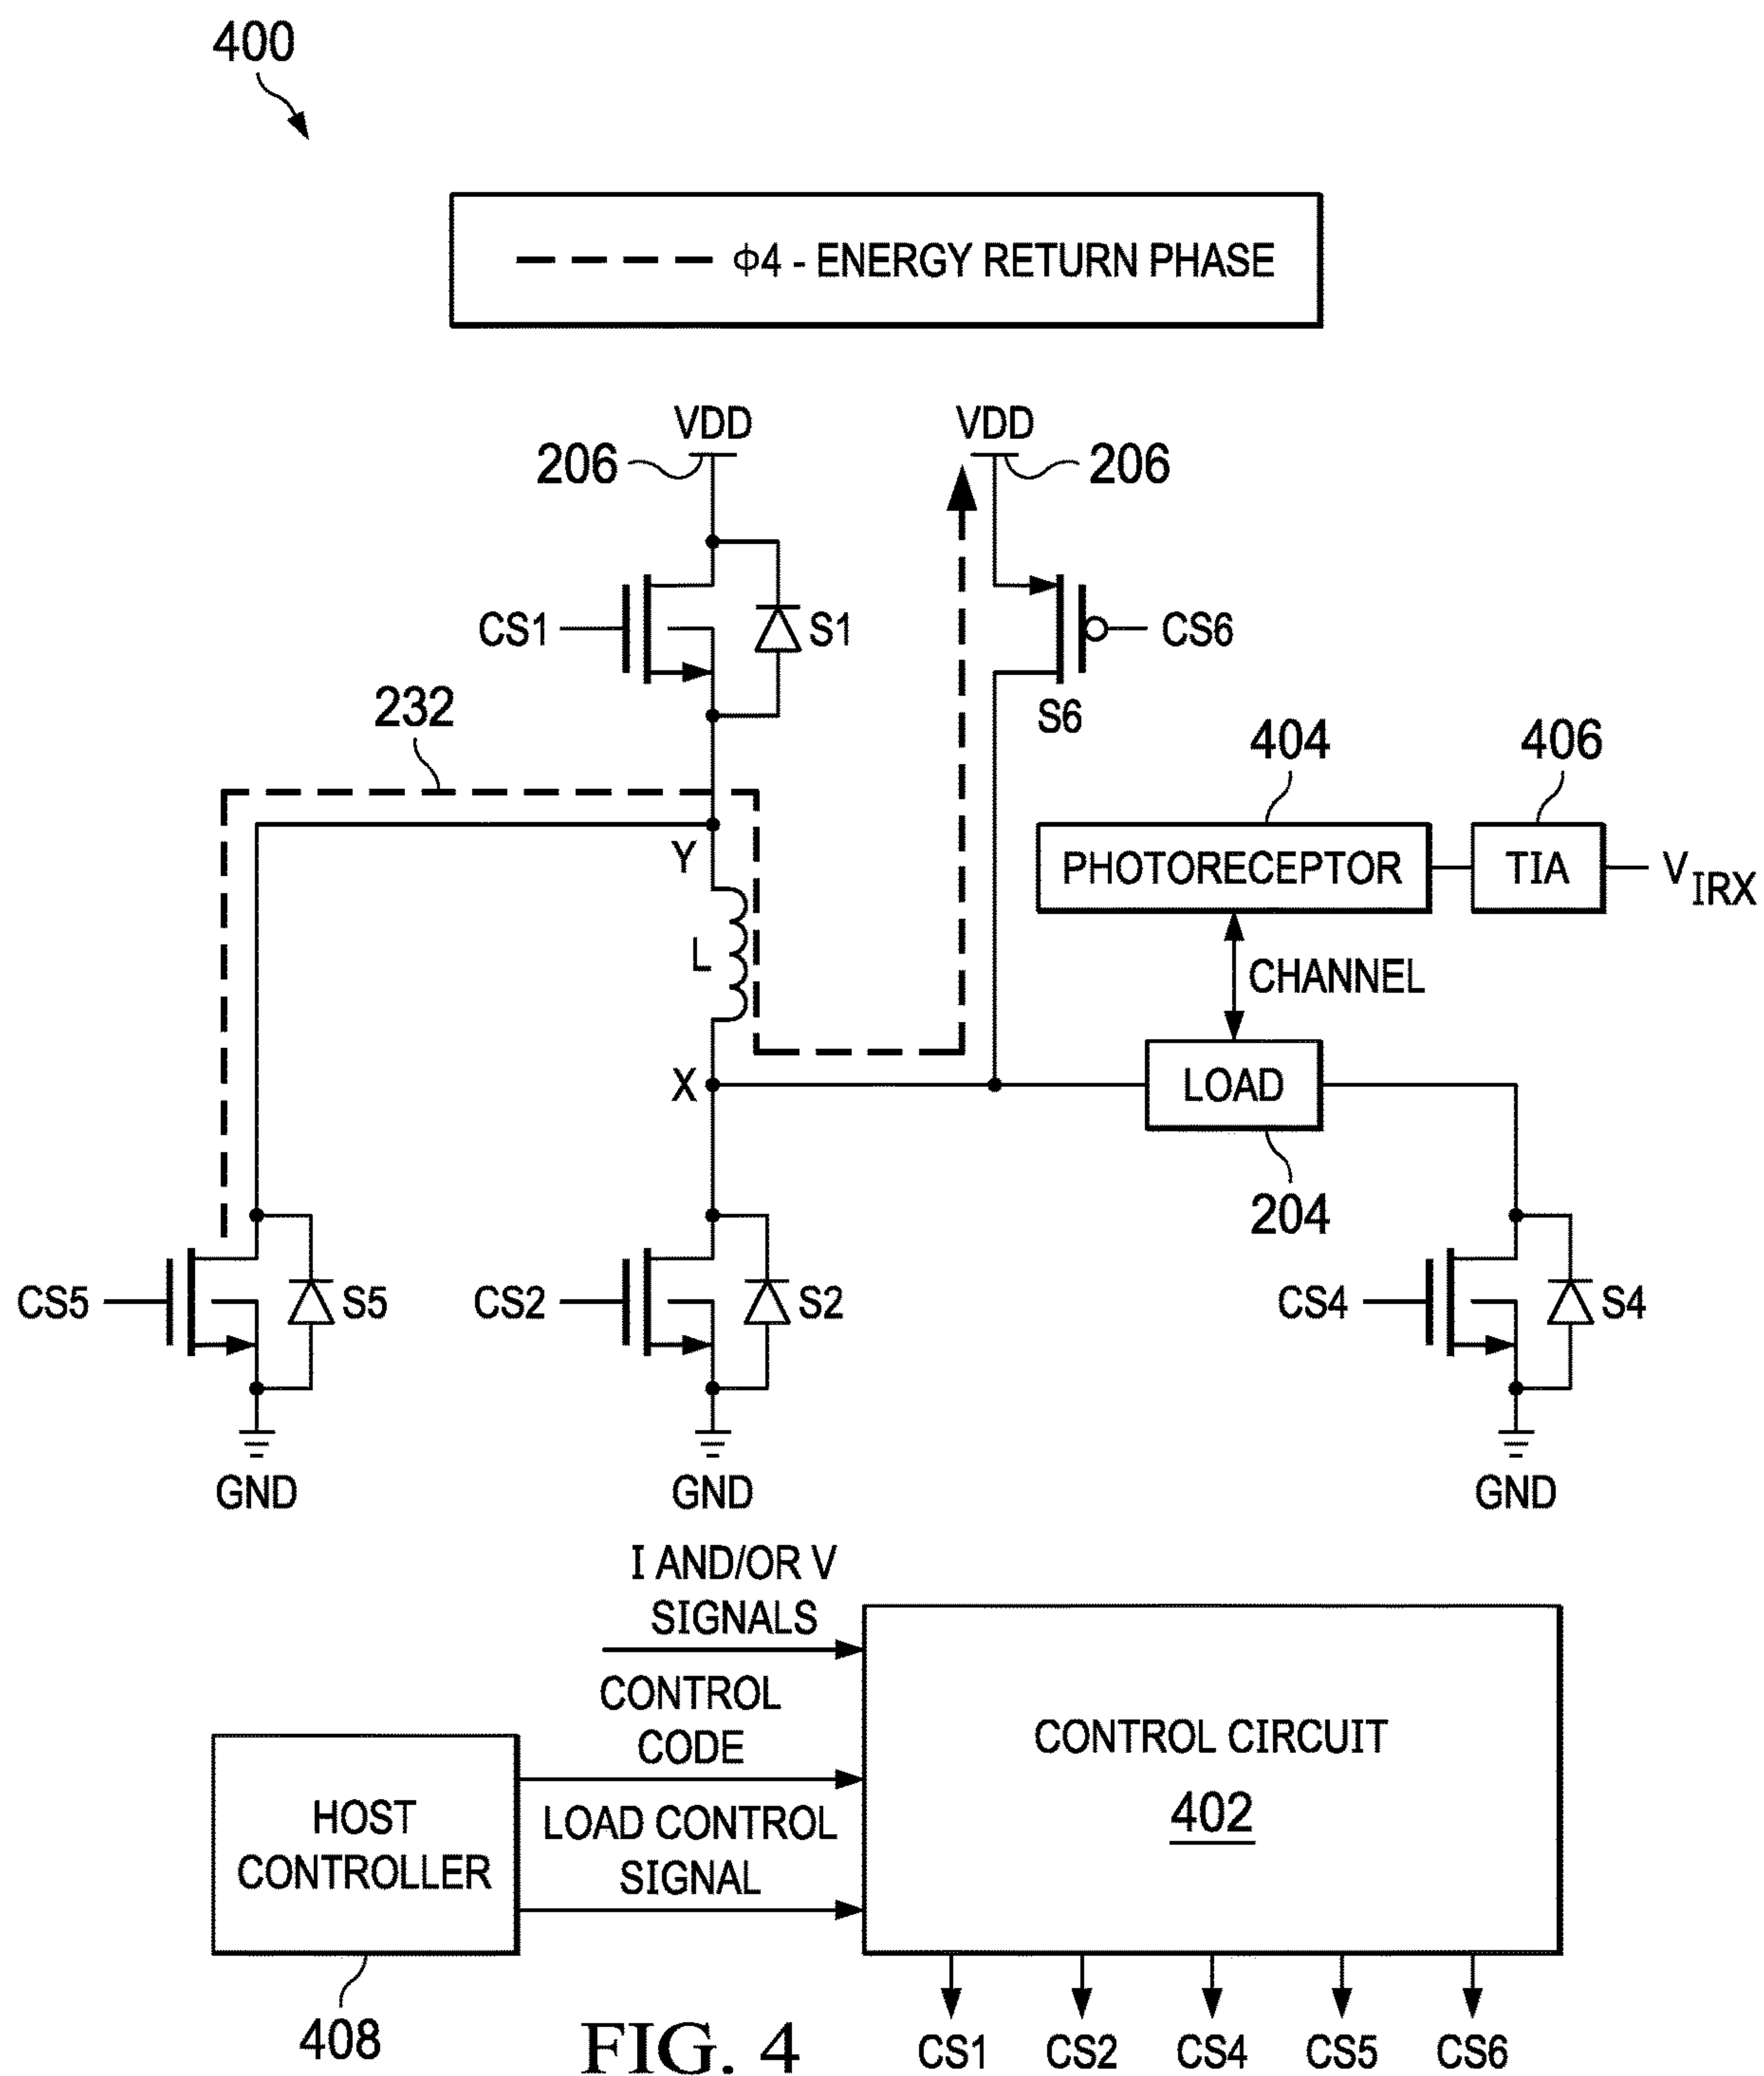 400
Φ4 - ENERGY RETURN PHASE
VDD
VDD
206
206
CS1
S1
CS6
S6
232
404
406
Y
PHOTORECEPTOR
TIA
VIRX
L
CHANNEL
X
LOAD
204
CS5
S5
CS2
S2
CS4
S4
GND
GND
GND
I AND/OR V
SIGNALS
CONTROL
CODE
LOAD CONTROL
SIGNAL
HOST
CONTROLLER
408
CONTROL CIRCUIT
402
CS1
CS2
CS4
CS5
CS6
FIG. 4